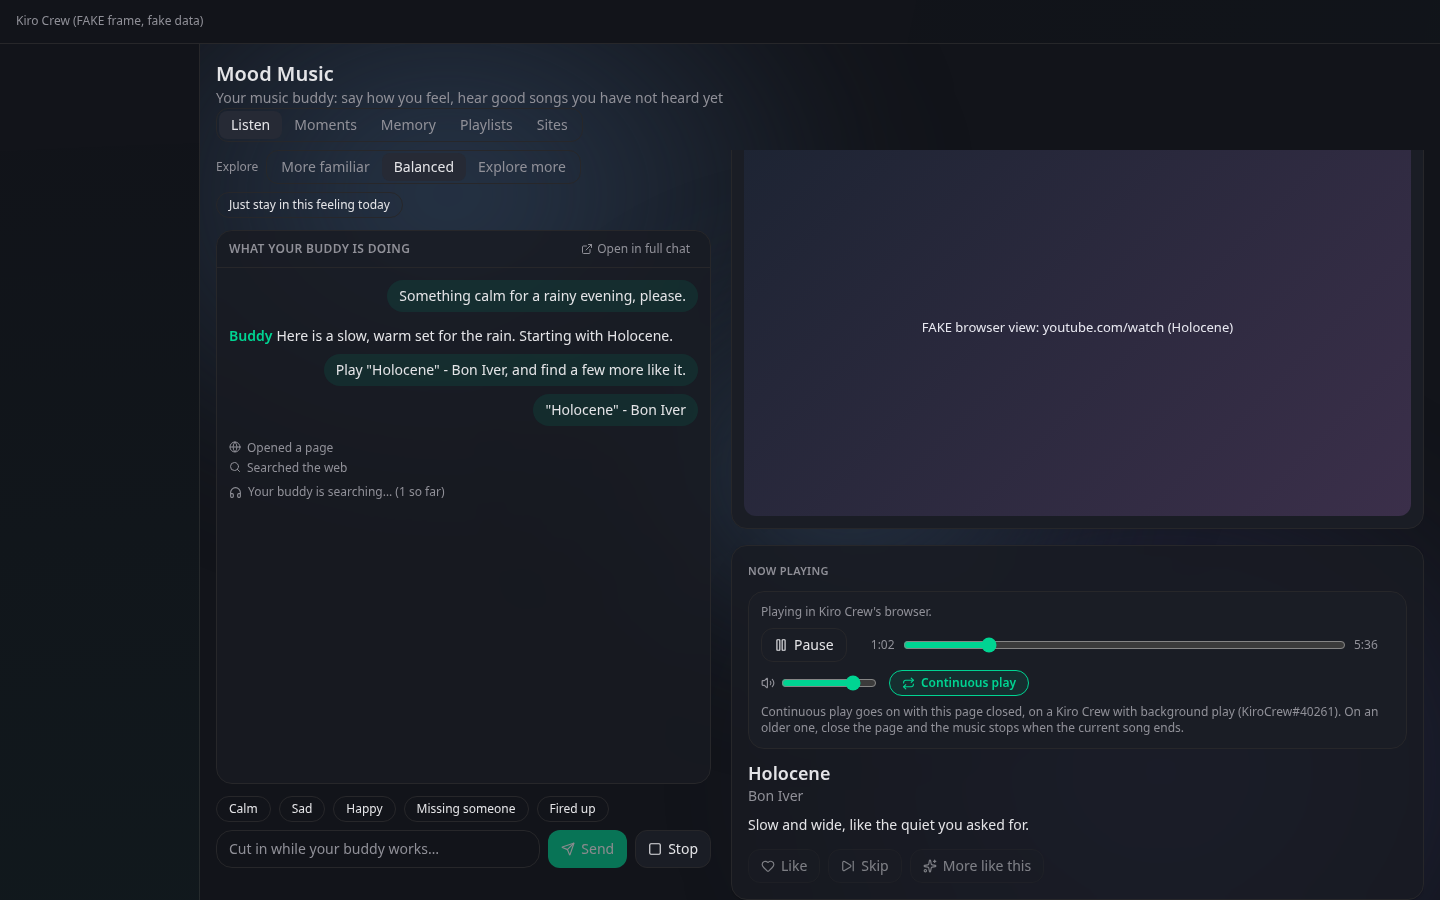 Kiro Crew (FAKE frame, fake data)
Mood Music
Your music buddy: say how you feel, hear good songs you have not heard yet
Listen Moments Memory Playlists Sites
Explore More familiar Balanced Explore more
Just stay in this feeling today
WHAT YOUR BUDDY IS DOING Open in full chat
Something calm for a rainy evening, please.
Buddy Here is a slow, warm set for the rain. Starting with Holocene.
Play "Holocene" - Bon Iver, and find a few more like it.
"Holocene" - Bon Iver
Opened a page
Searched the web
Your buddy is searching... (1 so far)
Calm Sad Happy Missing someone Fired up
Cut in while your buddy works... Send Stop
FAKE browser view: youtube.com/watch (Holocene)
NOW PLAYING
Playing in Kiro Crew's browser.
Pause 1:02 5:36
Continuous play
Continuous play goes on with this page closed, on a Kiro Crew with background play (KiroCrew#40261). On an
older one, close the page and the music stops when the current song ends.
Holocene
Bon Iver
Slow and wide, like the quiet you asked for.
Like Skip More like this